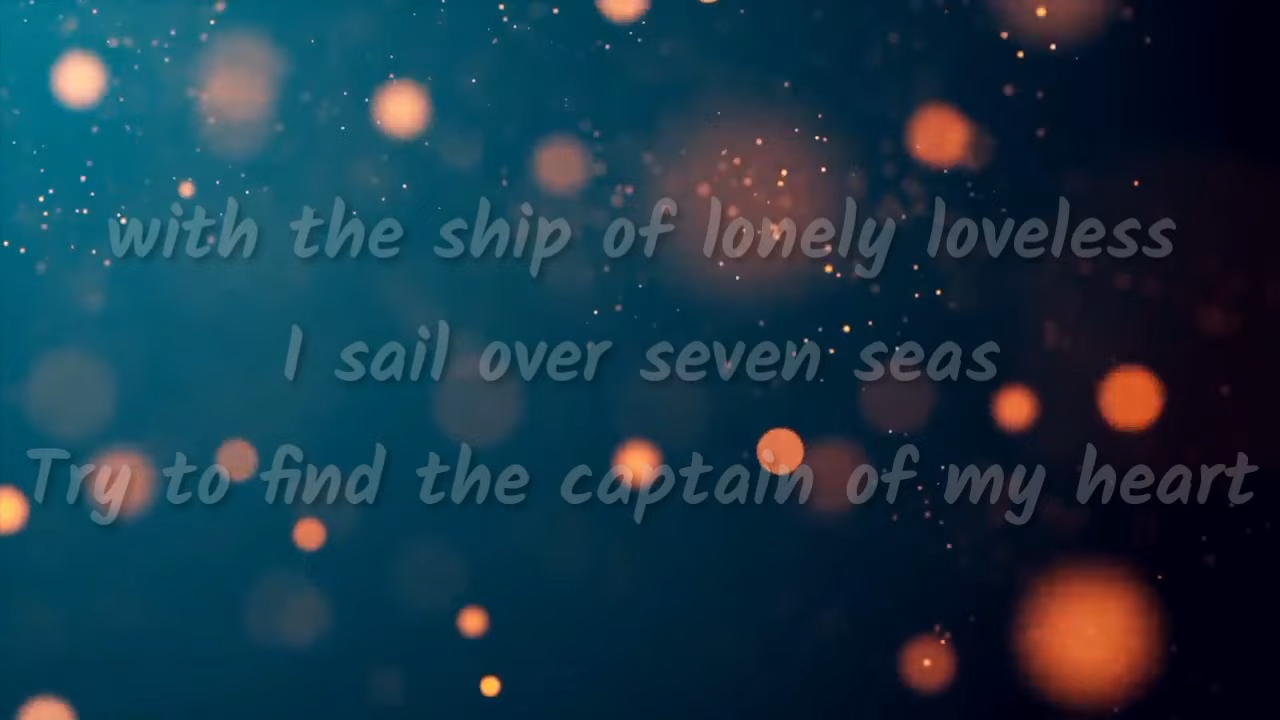 with the ship of lonely loveless
I sail over seven seas
Try to find the captain of my heart